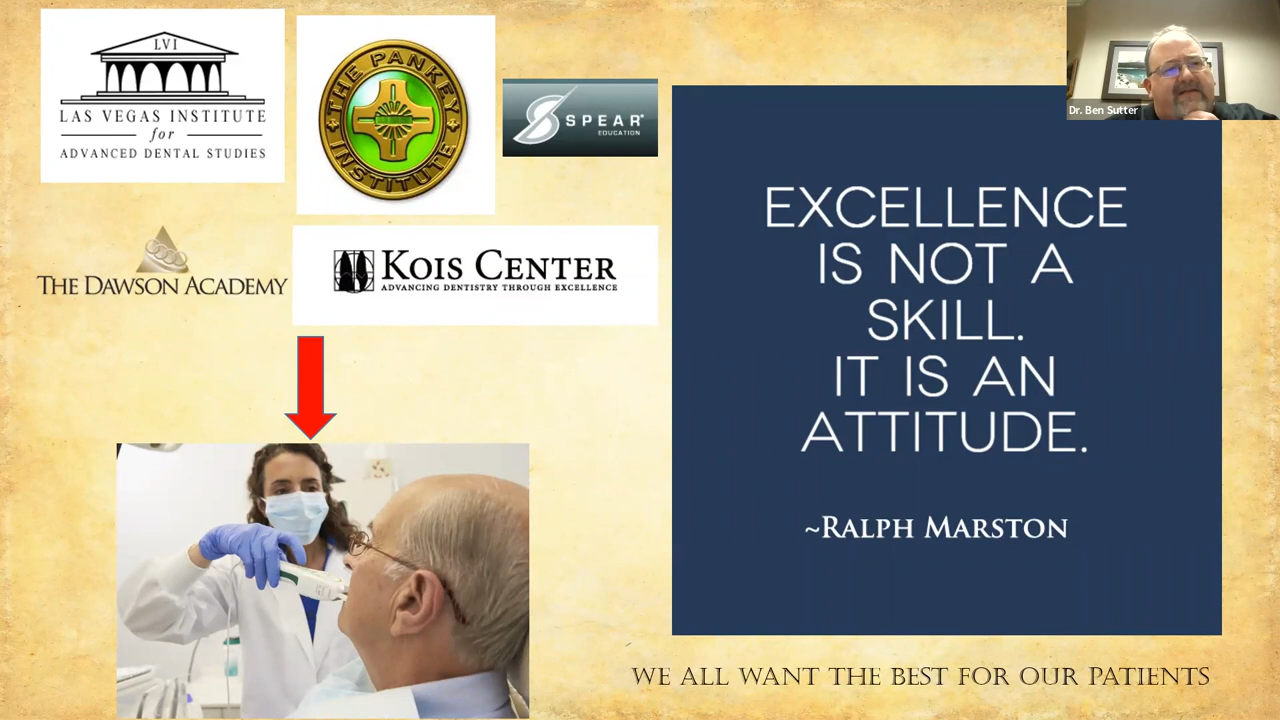 LVI
LAS VEGAS INSTITUTE
for
ADVANCED DENTAL STUDIES
THE PANKEY
INSTITUTE
SPEAR
EDUCATION
THE DAWSON ACADEMY
KOIS CENTER
ADVANCING DENTISTRY THROUGH EXCELLENCE
Dr. Ben Sutter
EXCELLENCE
IS NOT A
SKILL.
IT IS AN
ATTITUDE.
~RALPH MARSTON
WE ALL WANT THE BEST FOR OUR PATIENTS